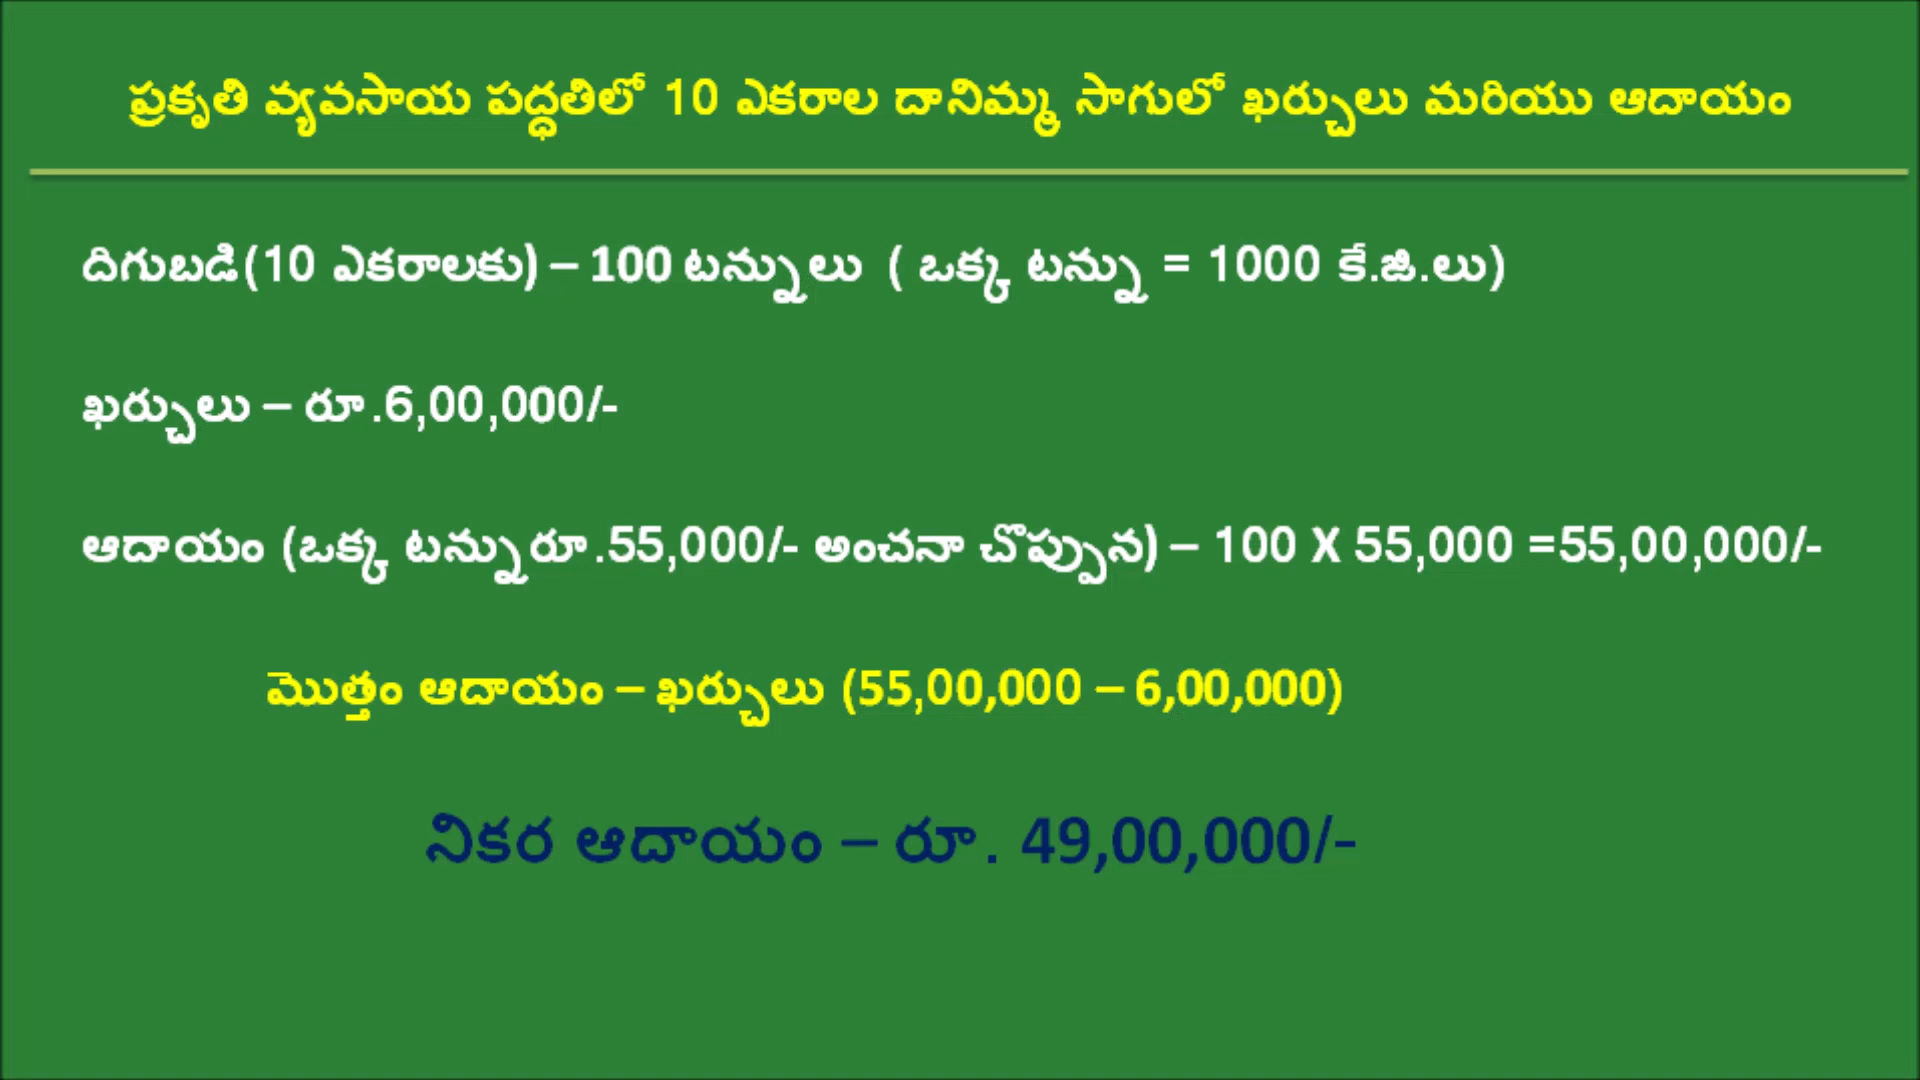 ప్రకృతి వ్యవసాయ పద్ధతిలో 10 ఎకరాల దానిమ్మ సాగులో ఖర్చులు మరియు ఆదాయం
దిగుబడి(10 ఎకరాలకు) – 100 టన్నులు ( ఒక్క టన్ను = 1000 కే.జి.లు)
ఖర్చులు – రూ.6,00,000/-
ఆదాయం (ఒక్క టన్నురూ.55,000/- అంచనా చొప్పున) – 100 X 55,000 =55,00,000/-
మొత్తం ఆదాయం – ఖర్చులు (55,00,000 – 6,00,000)
నికర ఆదాయం – రూ. 49,00,000/-